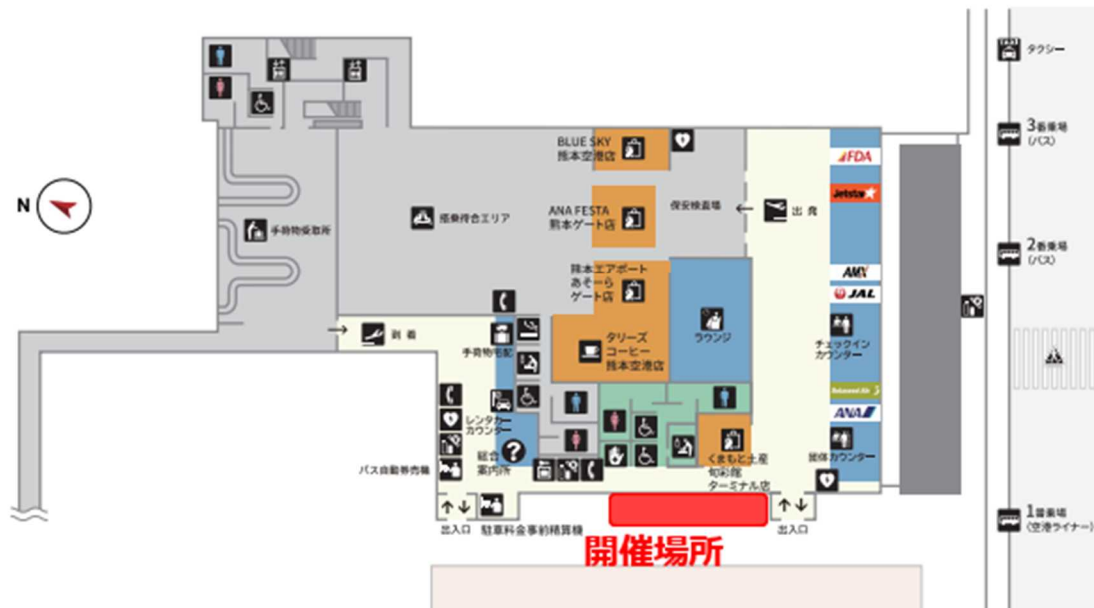 タクシー
3番乗場
(バス)
BLUE SKY
熊本空港店
FDA
Jetstar
N
ANA FESTA
熊本ゲート店
保安検査場
出発
搭乗待合エリア
手荷物受取所
2番乗場
(バス)
熊本エアポート
あそーら
ゲート店
AMX
JAL
到着
手荷物宅配
タリーズ
コーヒー
熊本空港店
ラウンジ
チェックイン
カウンター
ANA
レンタカー
カウンター
総合
案内所
?
バス自動券売機
くまもと土産
旬彩館
ターミナル店
団体カウンター
1番乗場
(空港ライナー)
出入口
駐車料金事前精算機
出入口
開催場所